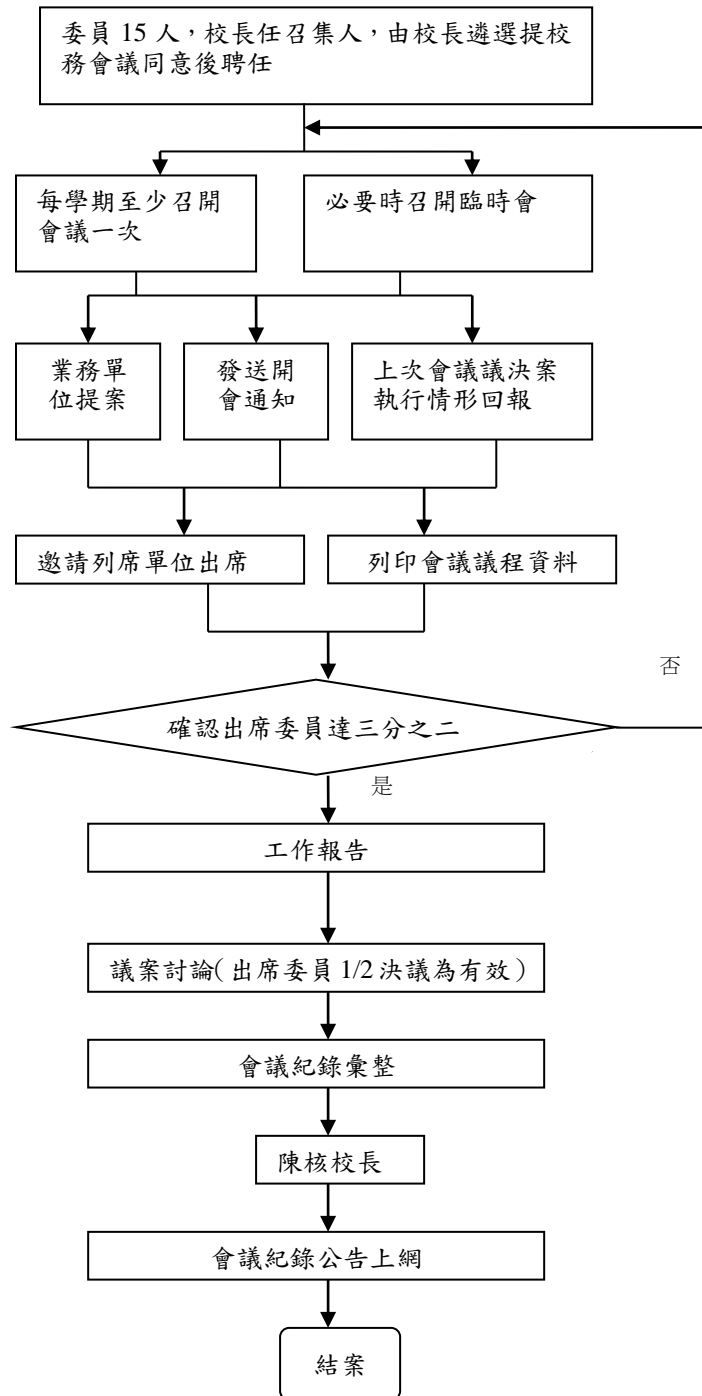 委員 15 人，校長任召集人，由校長遴選提校
務會議同意後聘任
每學期至少召開
會議一次
必要時召開臨時會
業務單
位提案
發送開
會通知
上次會議議決案
執行情形回報
邀請列席單位出席
列印會議議程資料
否
確認出席委員達三分之二
是
工作報告
議案討論(出席委員 1/2 決議為有效)
會議紀錄彙整
陳核校長
會議紀錄公告上網
結案